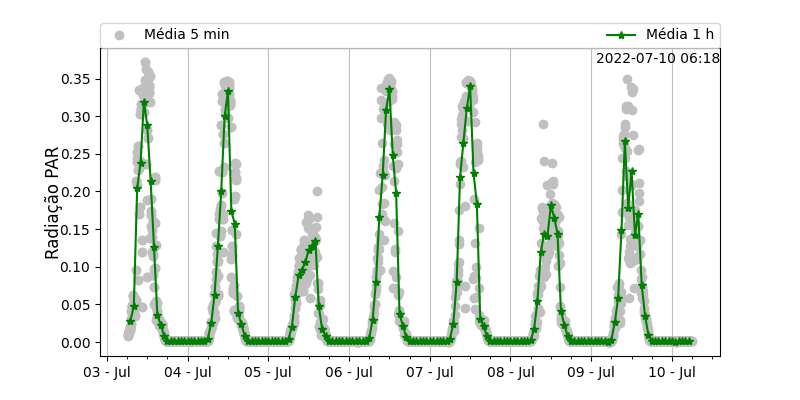 Média 5 min
Média 1 h
2022-07-10 06:18
Radiação PAR
0.35
0.30
0.25
0.20
0.15
0.10
0.05
0.00
03 - Jul
04 - Jul
05 - Jul
06 - Jul
07 - Jul
08 - Jul
09 - Jul
10 - Jul